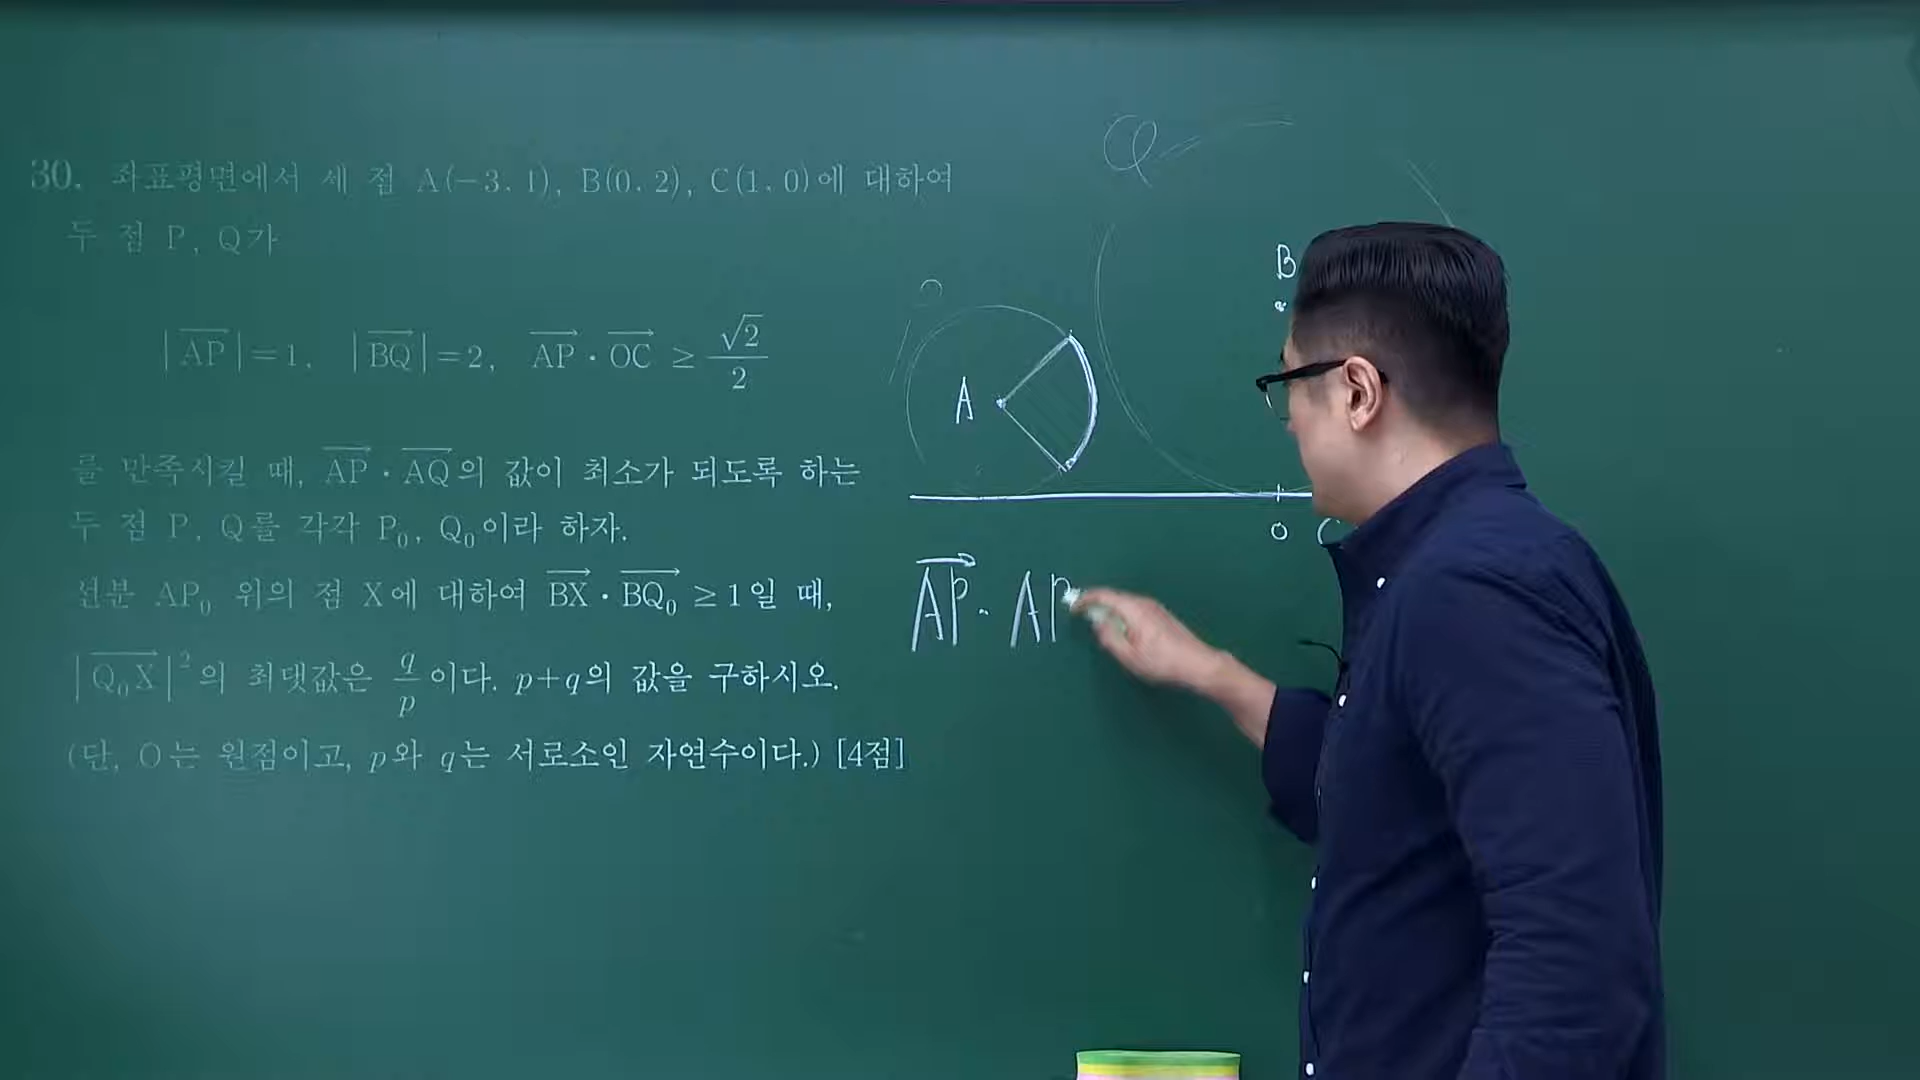 30. 좌표평면에서 세 점 A(-3, 1), B(0, 2), C(1, 0)에 대하여
두 점 P, Q가
|AP|=1, |BQ|=2, AP · OC ≥ √2/2
를 만족시킬 때, AP · AQ의 값이 최소가 되도록 하는
두 점 P, Q를 각각 P₀, Q₀이라 하자.
선분 AP₀ 위의 점 X에 대하여 BX · BQ₀ ≥ 1일 때,
|Q₀X|²의 최댓값은 q/p이다. p+q의 값을 구하시오.
(단, O는 원점이고, p와 q는 서로소인 자연수이다.) [4점]
Q
B
A
O C
AP · AP